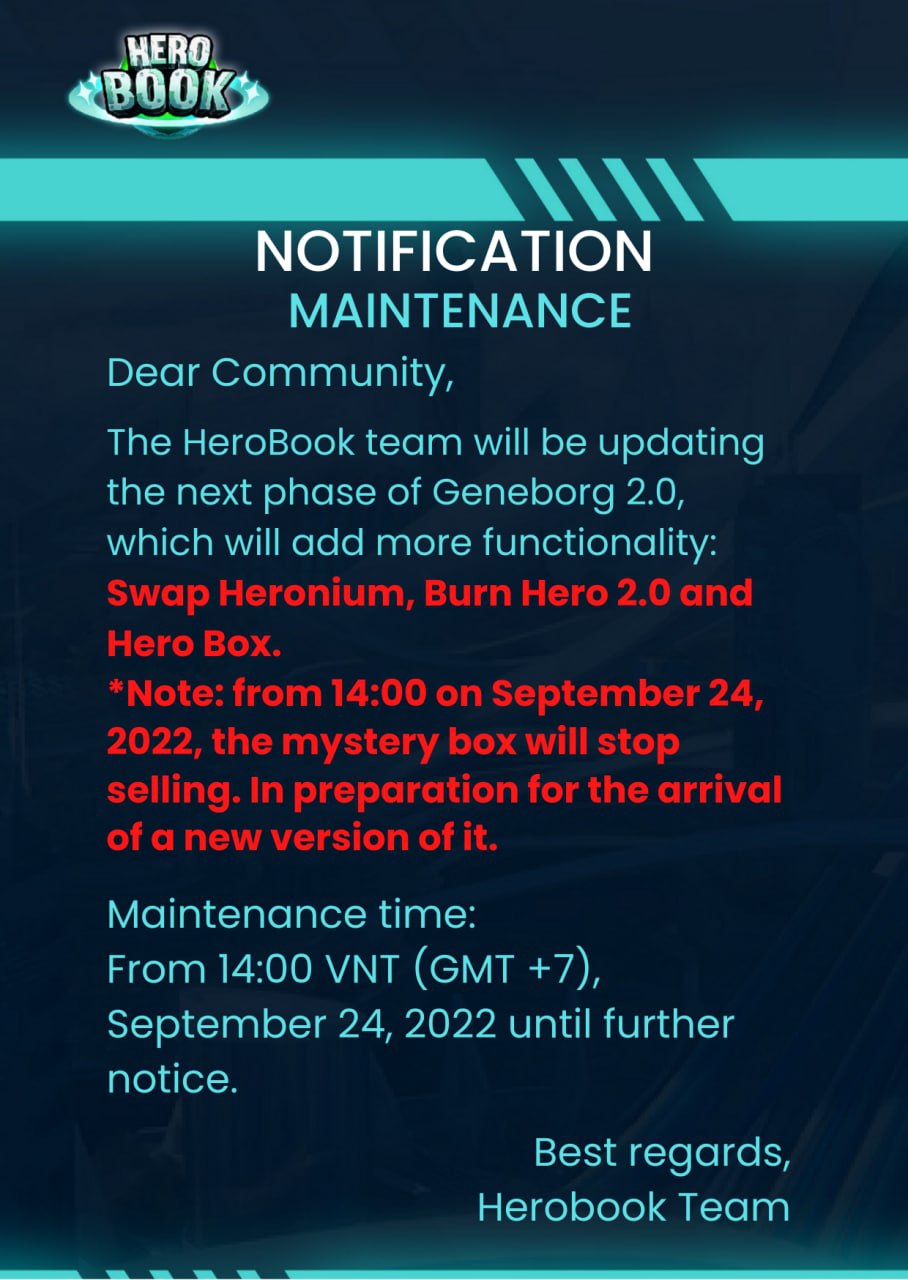 HERO
BOOK
NOTIFICATION
MAINTENANCE
Dear Community,
The HeroBook team will be updating
the next phase of Geneborg 2.0,
which will add more functionality:
Swap Heronium, Burn Hero 2.0 and
Hero Box.
*Note: from 14:00 on September 24,
2022, the mystery box will stop
selling. In preparation for the arrival
of a new version of it.
Maintenance time:
From 14:00 VNT (GMT +7),
September 24, 2022 until further
notice.
Best regards,
Herobook Team